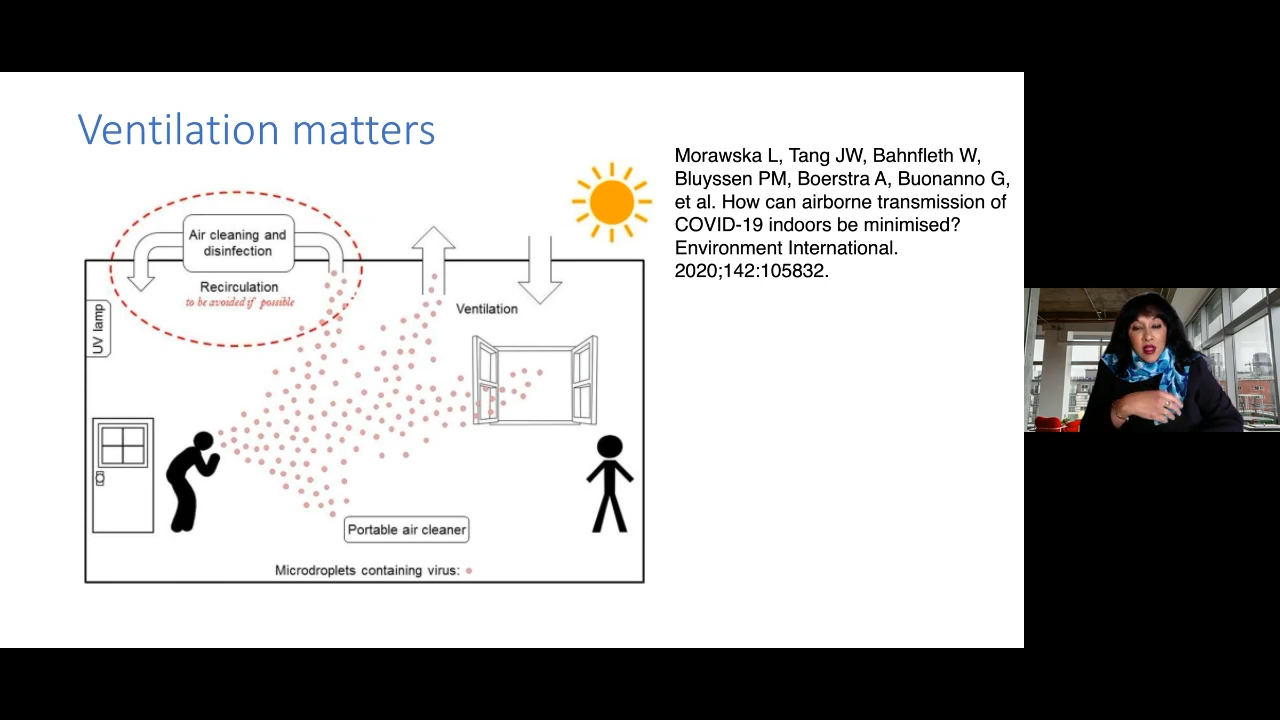 Ventilation matters
Morawska L, Tang JW, Bahnfleth W,
Bluyssen PM, Boerstra A, Buonanno G,
et al. How can airborne transmission of
COVID-19 indoors be minimised?
Environment International.
2020;142:105832.
Air cleaning and
disinfection
Recirculation
to be avoided if possible
Ventilation
UV lamp
Portable air cleaner
Microdroplets containing virus: